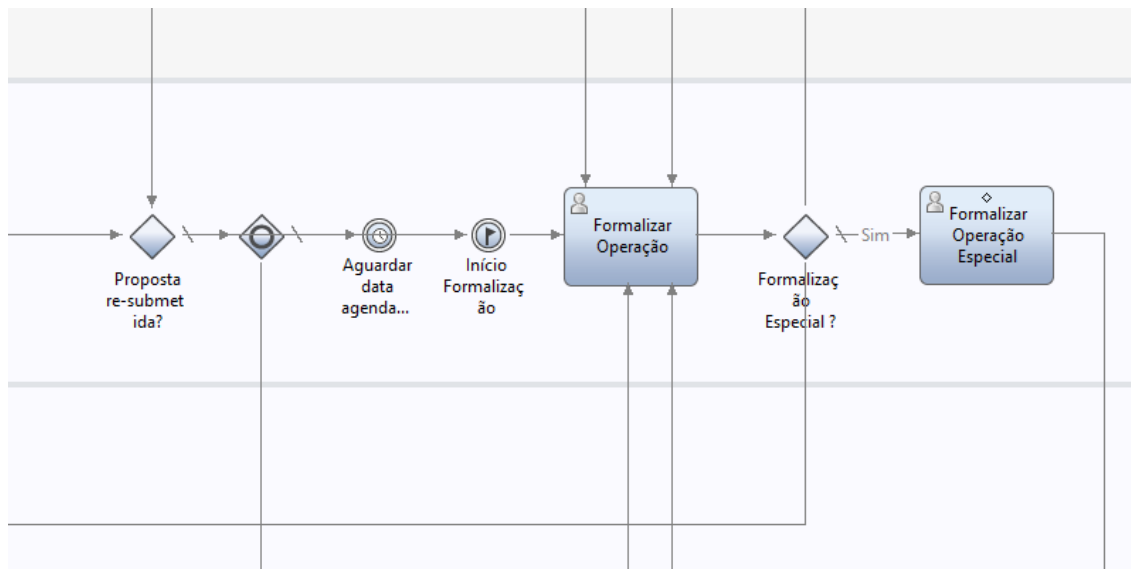 Proposta
re-submet
ida?
Aguardar
data
agenda...
Início
Formalizaç
ão
Formalizar
Operação
Formalizaç
ão
Especial ?
Sim
Formalizar
Operação
Especial